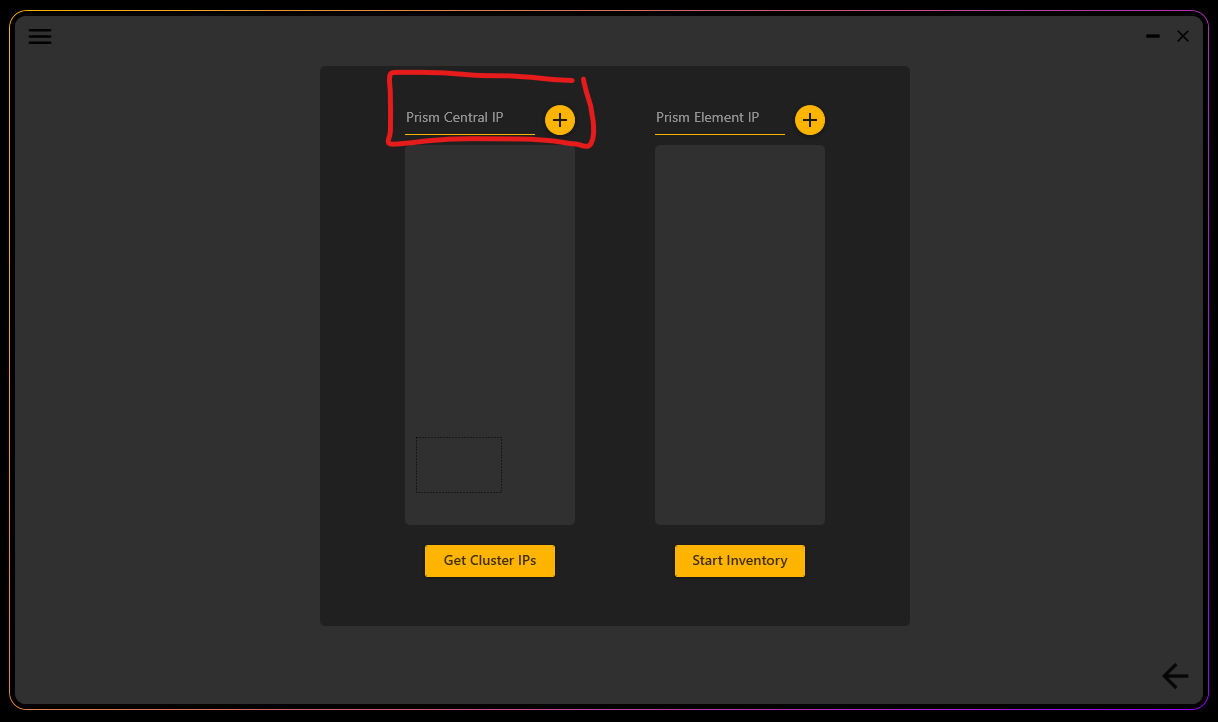 Prism Central IP
Prism Element IP
Get Cluster IPs
Start Inventory